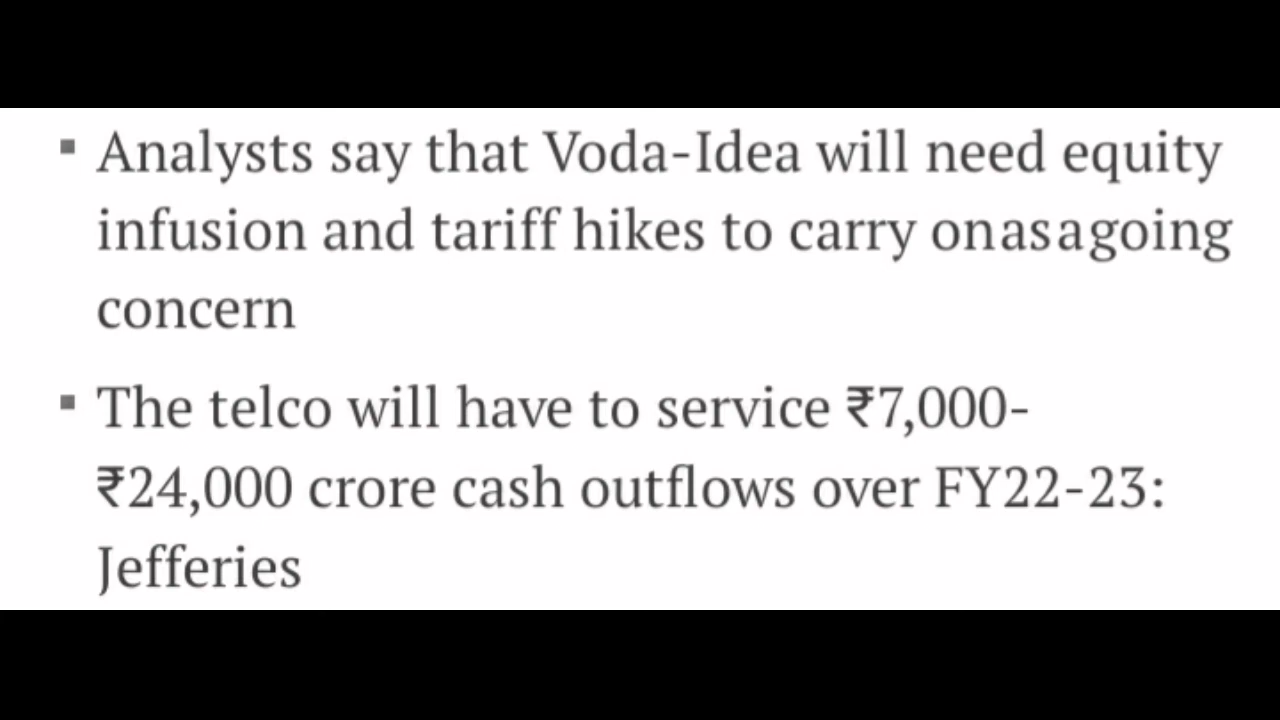 ▪ Analysts say that Voda-Idea will need equity
infusion and tariff hikes to carry onasagoing
concern
▪ The telco will have to service ₹7,000-
₹24,000 crore cash outflows over FY22-23:
Jefferies